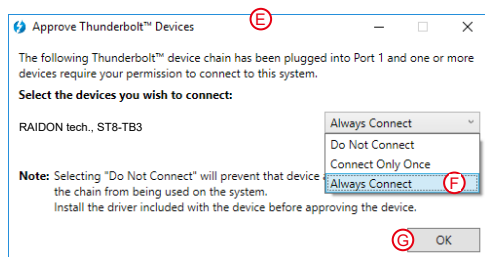 Approve Thunderbolt™ Devices
E
The following Thunderbolt™ device chain has been plugged into Port 1 and one or more
devices require your permission to connect to this system.
Select the devices you wish to connect:
RAIDON tech., ST8-TB3
Always Connect
Do Not Connect
Connect Only Once
Always Connect
F
Note: Selecting "Do Not Connect" will prevent that device
the chain from being used on the system.
Install the driver included with the device before approving the device.
G
OK